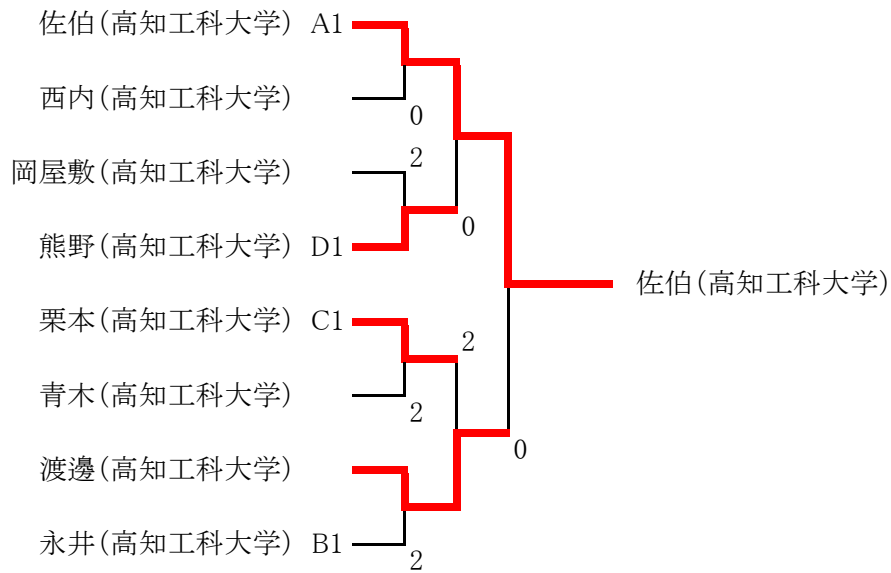 佐伯(高知工科大学) A1
西内(高知工科大学)
0
2
岡屋敷(高知工科大学)
0
熊野(高知工科大学) D1
佐伯(高知工科大学)
栗本(高知工科大学) C1
2
青木(高知工科大学)
2
0
渡邊(高知工科大学)
永井(高知工科大学) B1
2